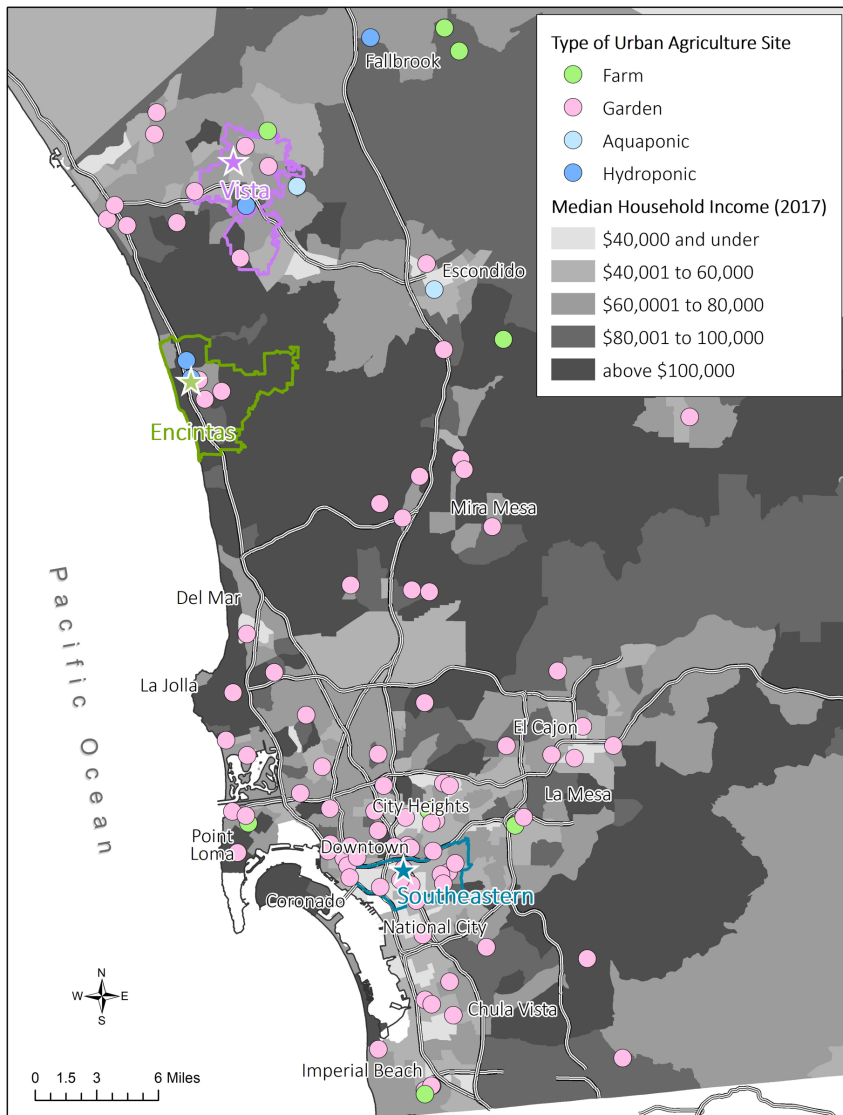 Type of Urban Agriculture Site
Farm
Garden
Aquaponic
Hydroponic
Median Household Income (2017)
$40,000 and under
$40,001 to 60,000
$60,0001 to 80,000
$80,001 to 100,000
above $100,000
Fallbrook
Vista
Escondido
Encintas
Mira Mesa
Del Mar
La Jolla
Pacific Ocean
El Cajon
La Mesa
City Heights
Point
Loma
Downtown
Southeastern
Coronado
National City
Chula Vista
Imperial Beach
N
W E
S
0 1.5 3 6 Miles